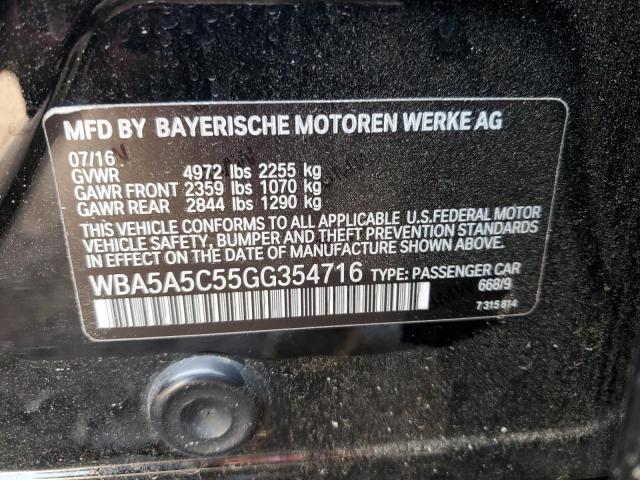 MFD BY BAYERISCHE MOTOREN WERKE AG
07/16
GVWR 4972 lbs 2255 kg
GAWR FRONT 2359 lbs 1070 kg
GAWR REAR 2844 lbs 1290 kg
THIS VEHICLE CONFORMS TO ALL APPLICABLE U.S. FEDERAL MOTOR
VEHICLE SAFETY, BUMPER AND THEFT PREVENTION STANDARDS
IN EFFECT ON DATE OF MANUFACTURE SHOWN ABOVE.
WBA5A5C55GG354716 TYPE: PASSENGER CAR
668/9
7 315 814